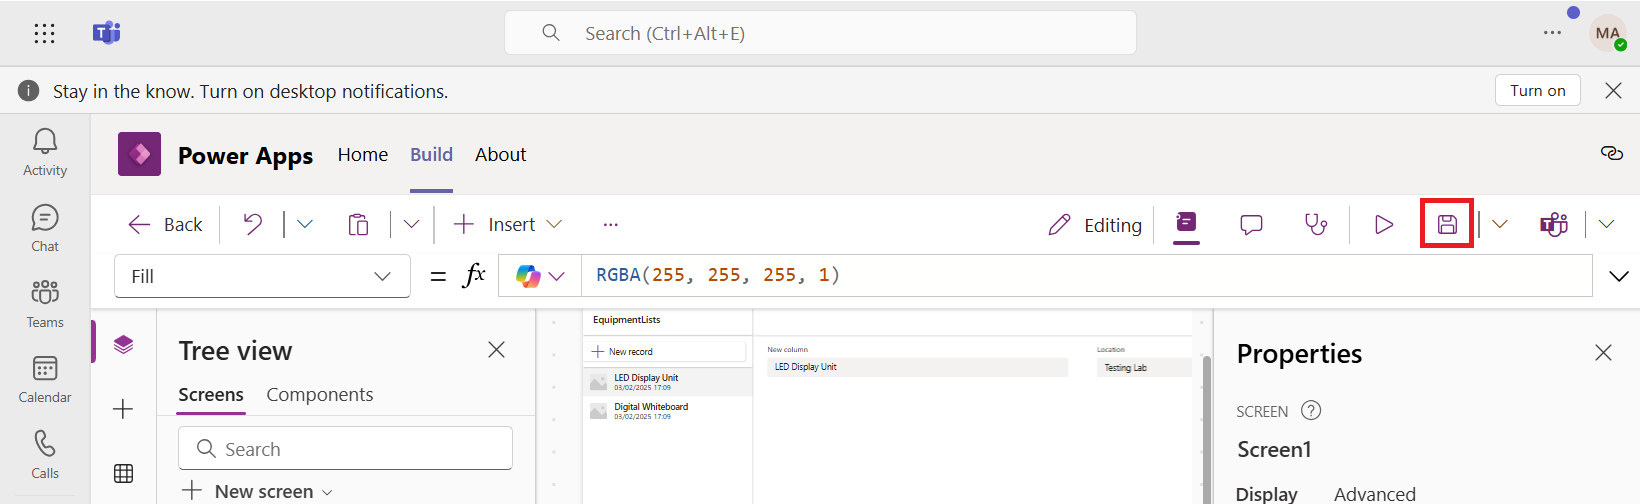 Search (Ctrl+Alt+E)
MA
Stay in the know. Turn on desktop notifications.
Turn on
Activity
Chat
Teams
Calendar
Calls
Power Apps
Home
Build
About
Back
Insert
Editing
Fill
= fx
RGBA(255, 255, 255, 1)
Tree view
Screens
Components
Search
New screen
EquipmentLists
New record
LED Display Unit
03/02/2025 17:09
Digital Whiteboard
03/02/2025 17:09
New column
LED Display Unit
Location
Testing Lab
Properties
SCREEN
Screen1
Display
Advanced